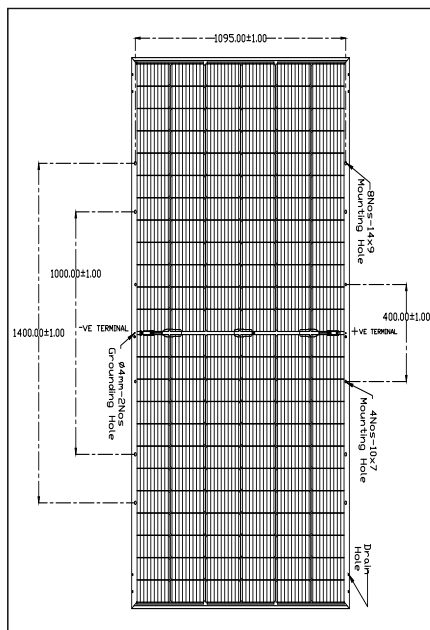 1095.00±1.00
8Nos-14x9
Mounting Hole
1000.00±1.00
400.00±1.00
1400.00±1.00
-VE TERMINAL
+VE TERMINAL
ø4mm-2Nos
Grounding Hole
4Nos-10x7
Mounting Hole
Drain
Hole